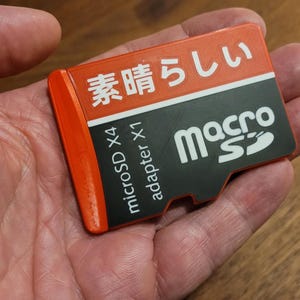 素晴らしい
macro
SD
microSD X4
adapter X1